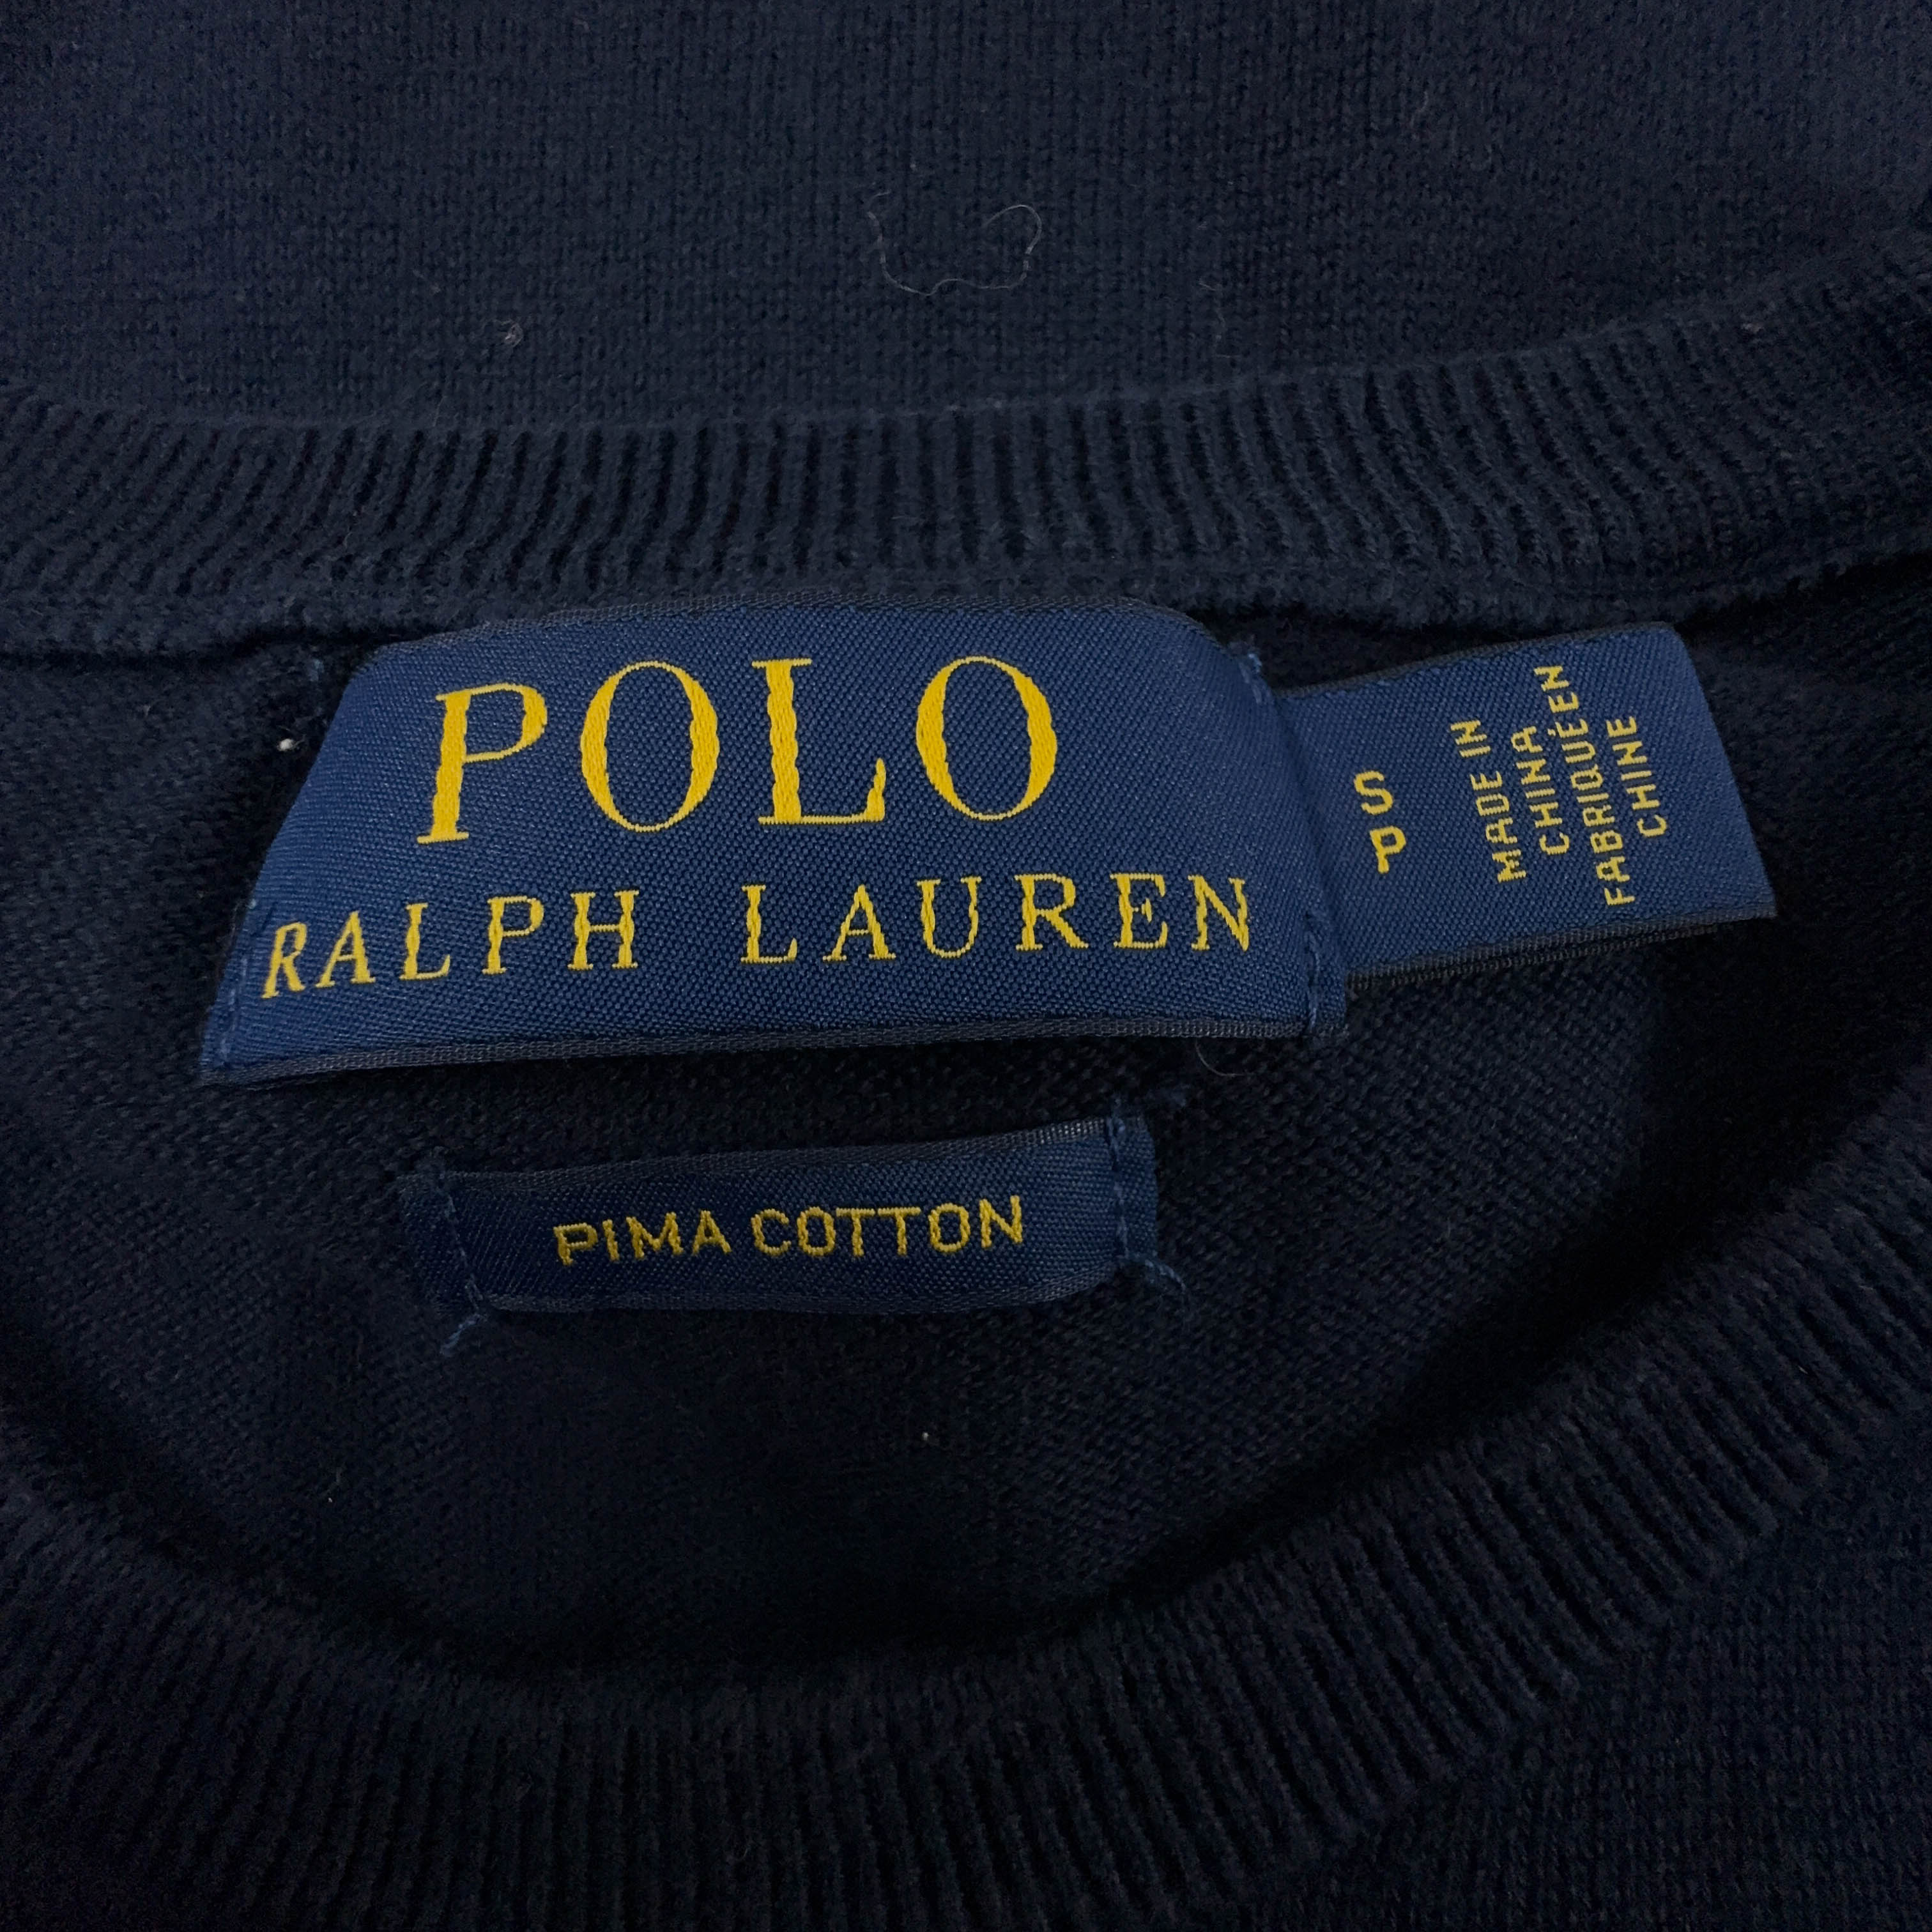 POLO
RALPH LAUREN
S
P
MADE IN
CHINA
FABRIQUÉ EN
CHINE
PIMA COTTON